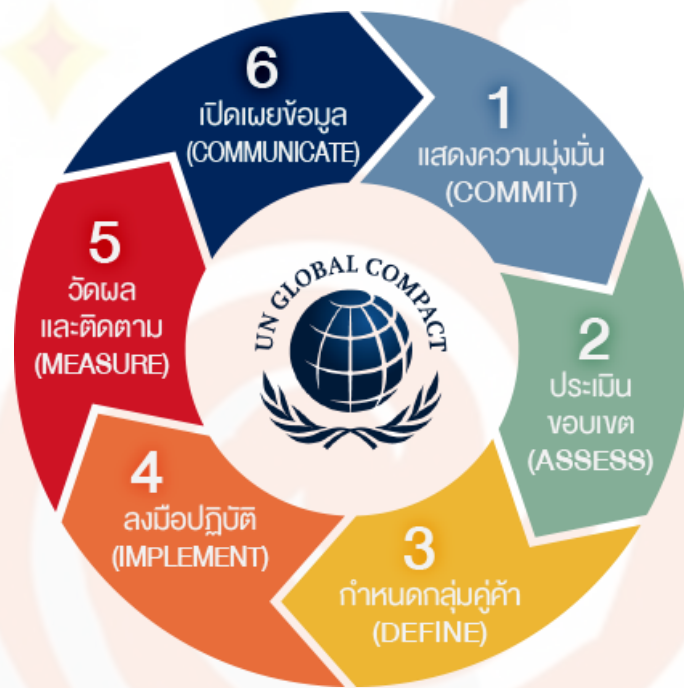 1
แสดงความมุ่งมั่น
(COMMIT)
2
ประเมิน
ขอบเขต
(ASSESS)
3
กำหนดกลุ่มคู่ค้า
(DEFINE)
4
ลงมือปฏิบัติ
(IMPLEMENT)
5
วัดผล
และติดตาม
(MEASURE)
6
เปิดเผยข้อมูล
(COMMUNICATE)
UN GLOBAL COMPACT